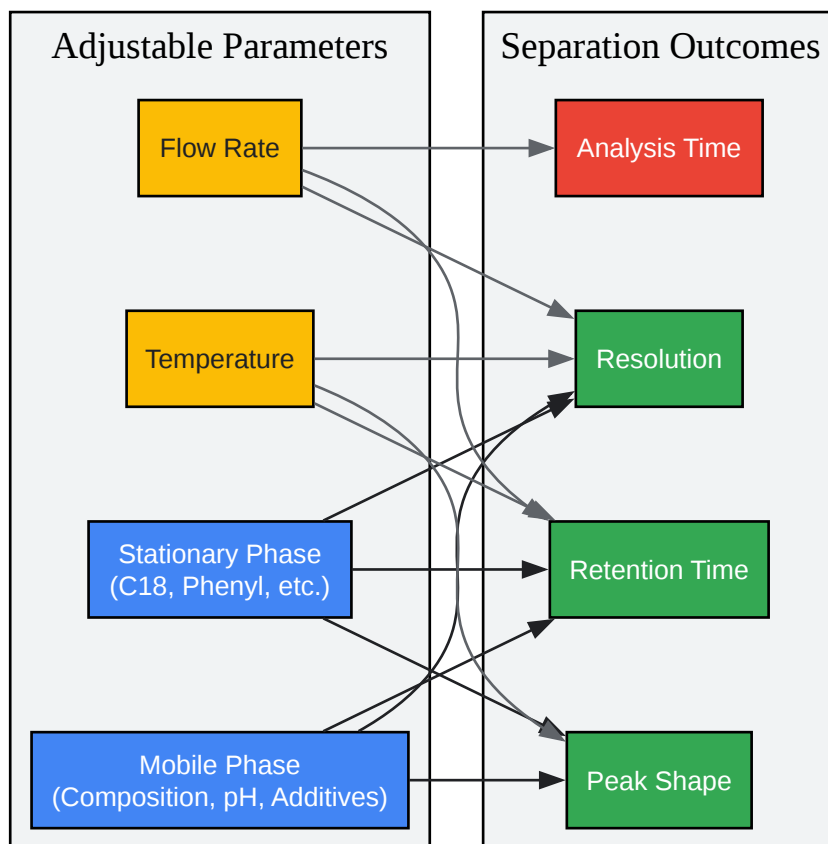 Adjustable Parameters
Flow Rate
Temperature
Stationary Phase
(C18, Phenyl, etc.)
Mobile Phase
(Composition, pH, Additives)
Separation Outcomes
Analysis Time
Resolution
Retention Time
Peak Shape